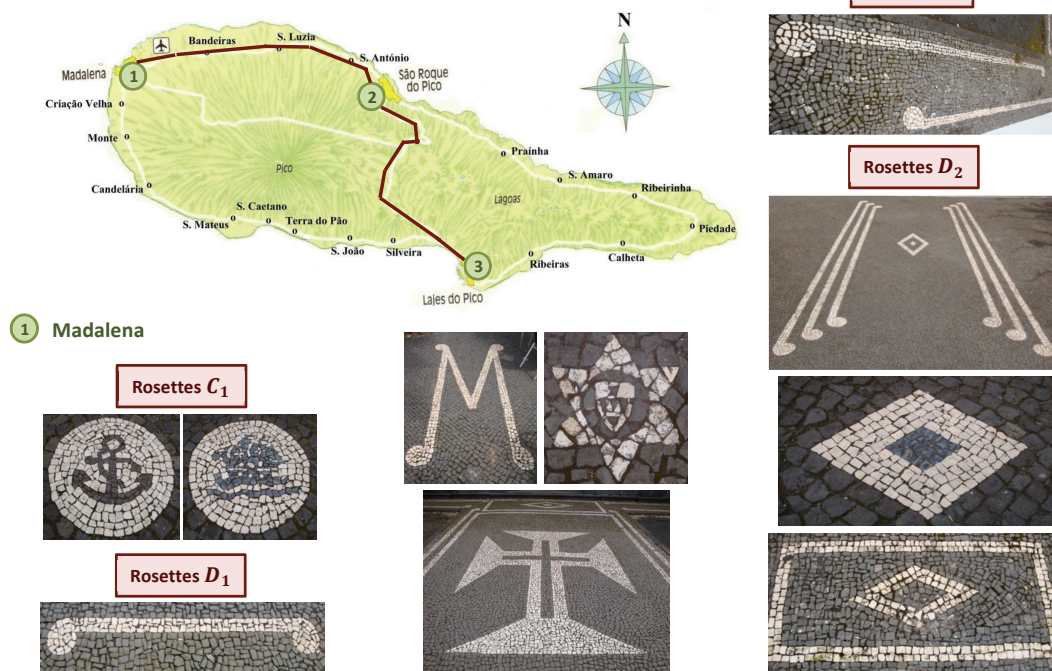 N
S. Luzia
Bandeiras
S. António
Madalena
1
São Roque
do Pico
2
Criação Velha
Monte
Prainha
Pico
S. Amaro
Candelária
Ribeirinha
Lagoas
S. Caetano
S. Mateus
Terra do Pão
Piedade
S. João
Silveira
Calheta
3
Ribeiras
Lajes do Pico
1 Madalena
Rosettes C₁
Rosettes D₁
M
Rosettes D₂